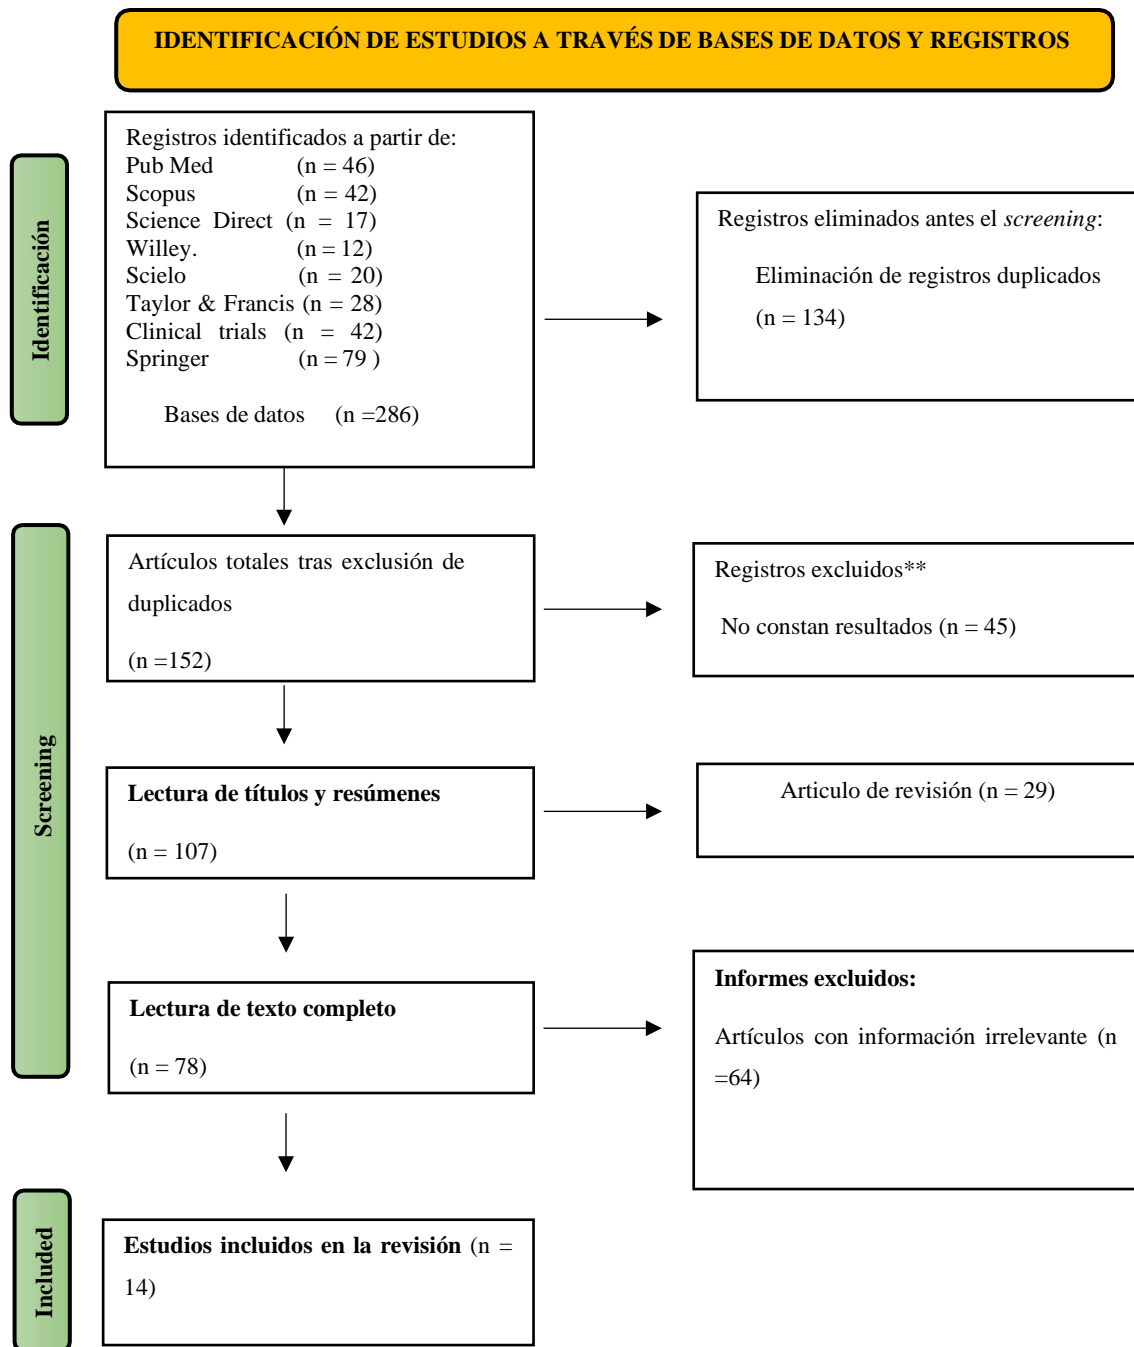 IDENTIFICACIÓN DE ESTUDIOS A TRAVÉS DE BASES DE DATOS Y REGISTROS
Identificación
Registros identificados a partir de:
Pub Med (n = 46)
Scopus (n = 42)
Science Direct (n = 17)
Willey. (n = 12)
Scielo (n = 20)
Taylor & Francis (n = 28)
Clinical trials (n = 42)
Springer (n = 79 )
Bases de datos (n =286)
Registros eliminados antes el screening:
Eliminación de registros duplicados
(n = 134)
Screening
Artículos totales tras exclusión de
duplicados
(n =152)
Registros excluidos**
No constan resultados (n = 45)
Lectura de títulos y resúmenes
(n = 107)
Articulo de revisión (n = 29)
Lectura de texto completo
(n = 78)
Informes excluidos:
Artículos con información irrelevante (n
=64)
Included
Estudios incluidos en la revisión (n =
14)